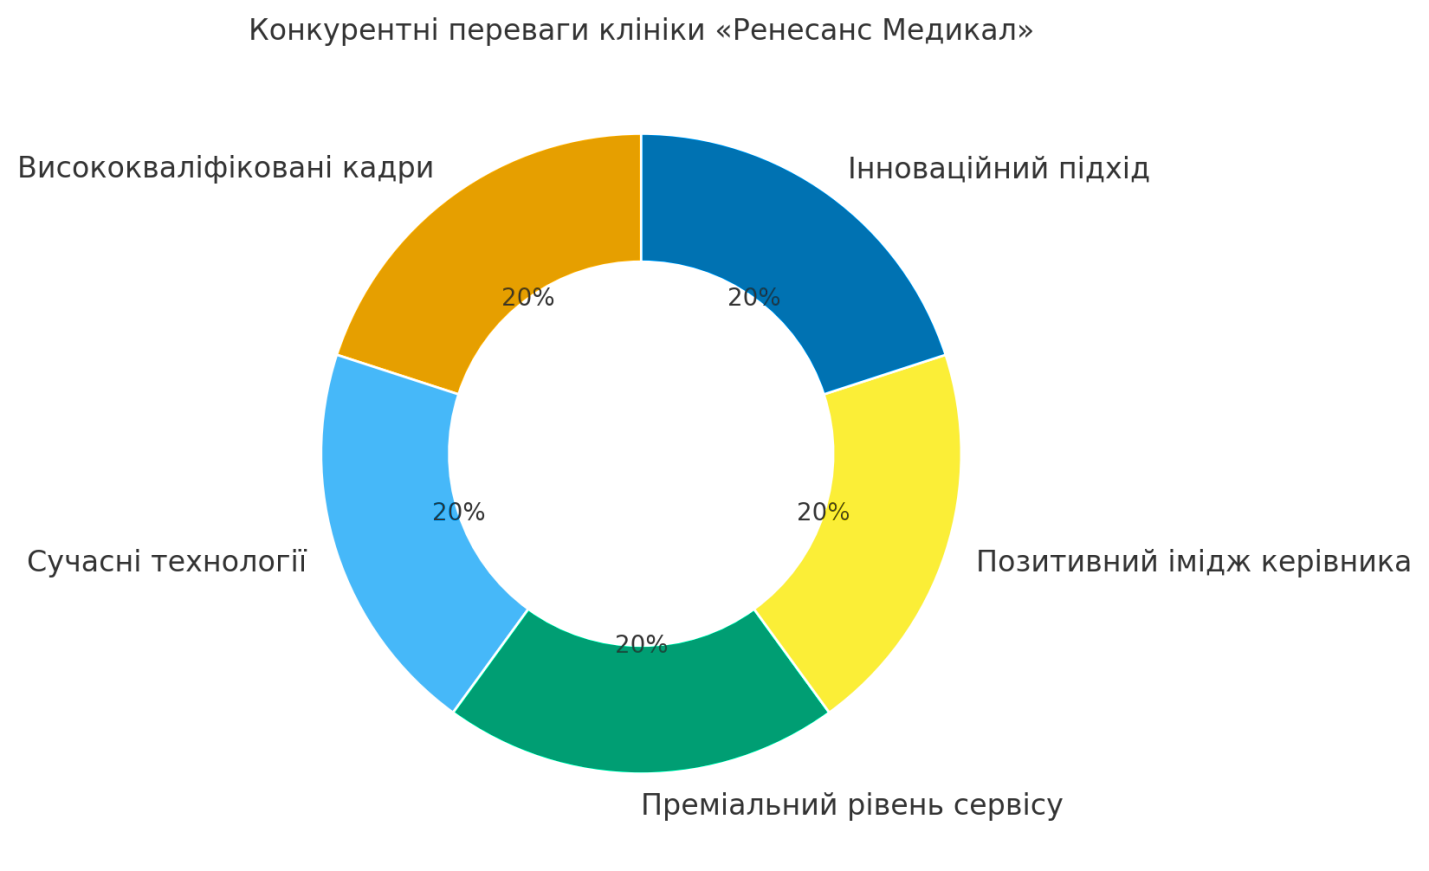 Конкурентні переваги клініки «Ренесанс Медикал»
Висококваліфіковані кадри
Інноваційний підхід
20%
20%
20%
20%
Сучасні технології
Позитивний імідж керівника
20%
Преміальний рівень сервісу